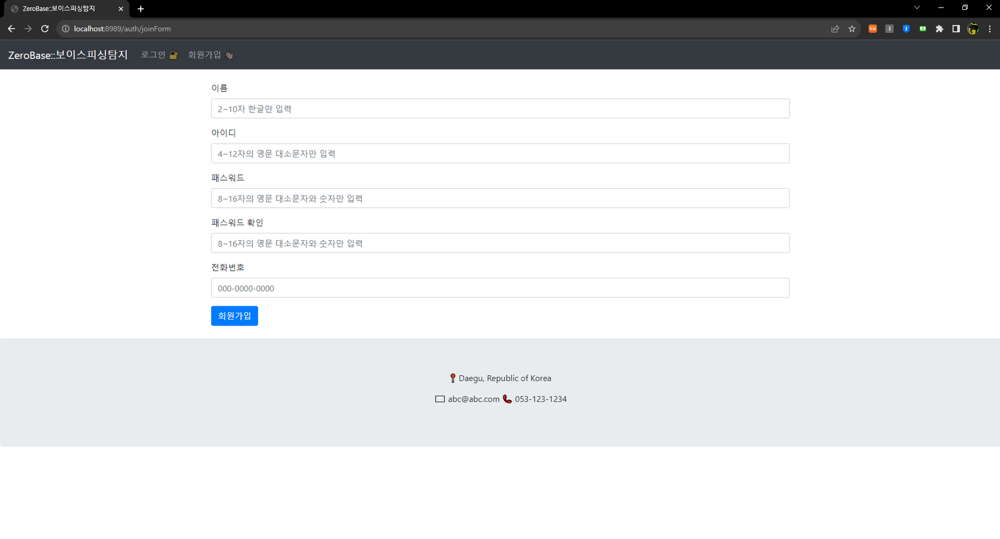 ZeroBase::보이스피싱탐지
localhost:8989/auth/joinForm
ZeroBase::보이스피싱탐지 로그인 🔐 회원가입 👋🏿
이름
2~10자 한글만 입력
아이디
4~12자의 영문 대소문자만 입력
패스워드
8~16자의 영문 대소문자와 숫자만 입력
패스워드 확인
8~16자의 영문 대소문자와 숫자만 입력
전화번호
000-0000-0000
회원가입
📍 Daegu, Republic of Korea
✉ abc@abc.com 📞 053-123-1234